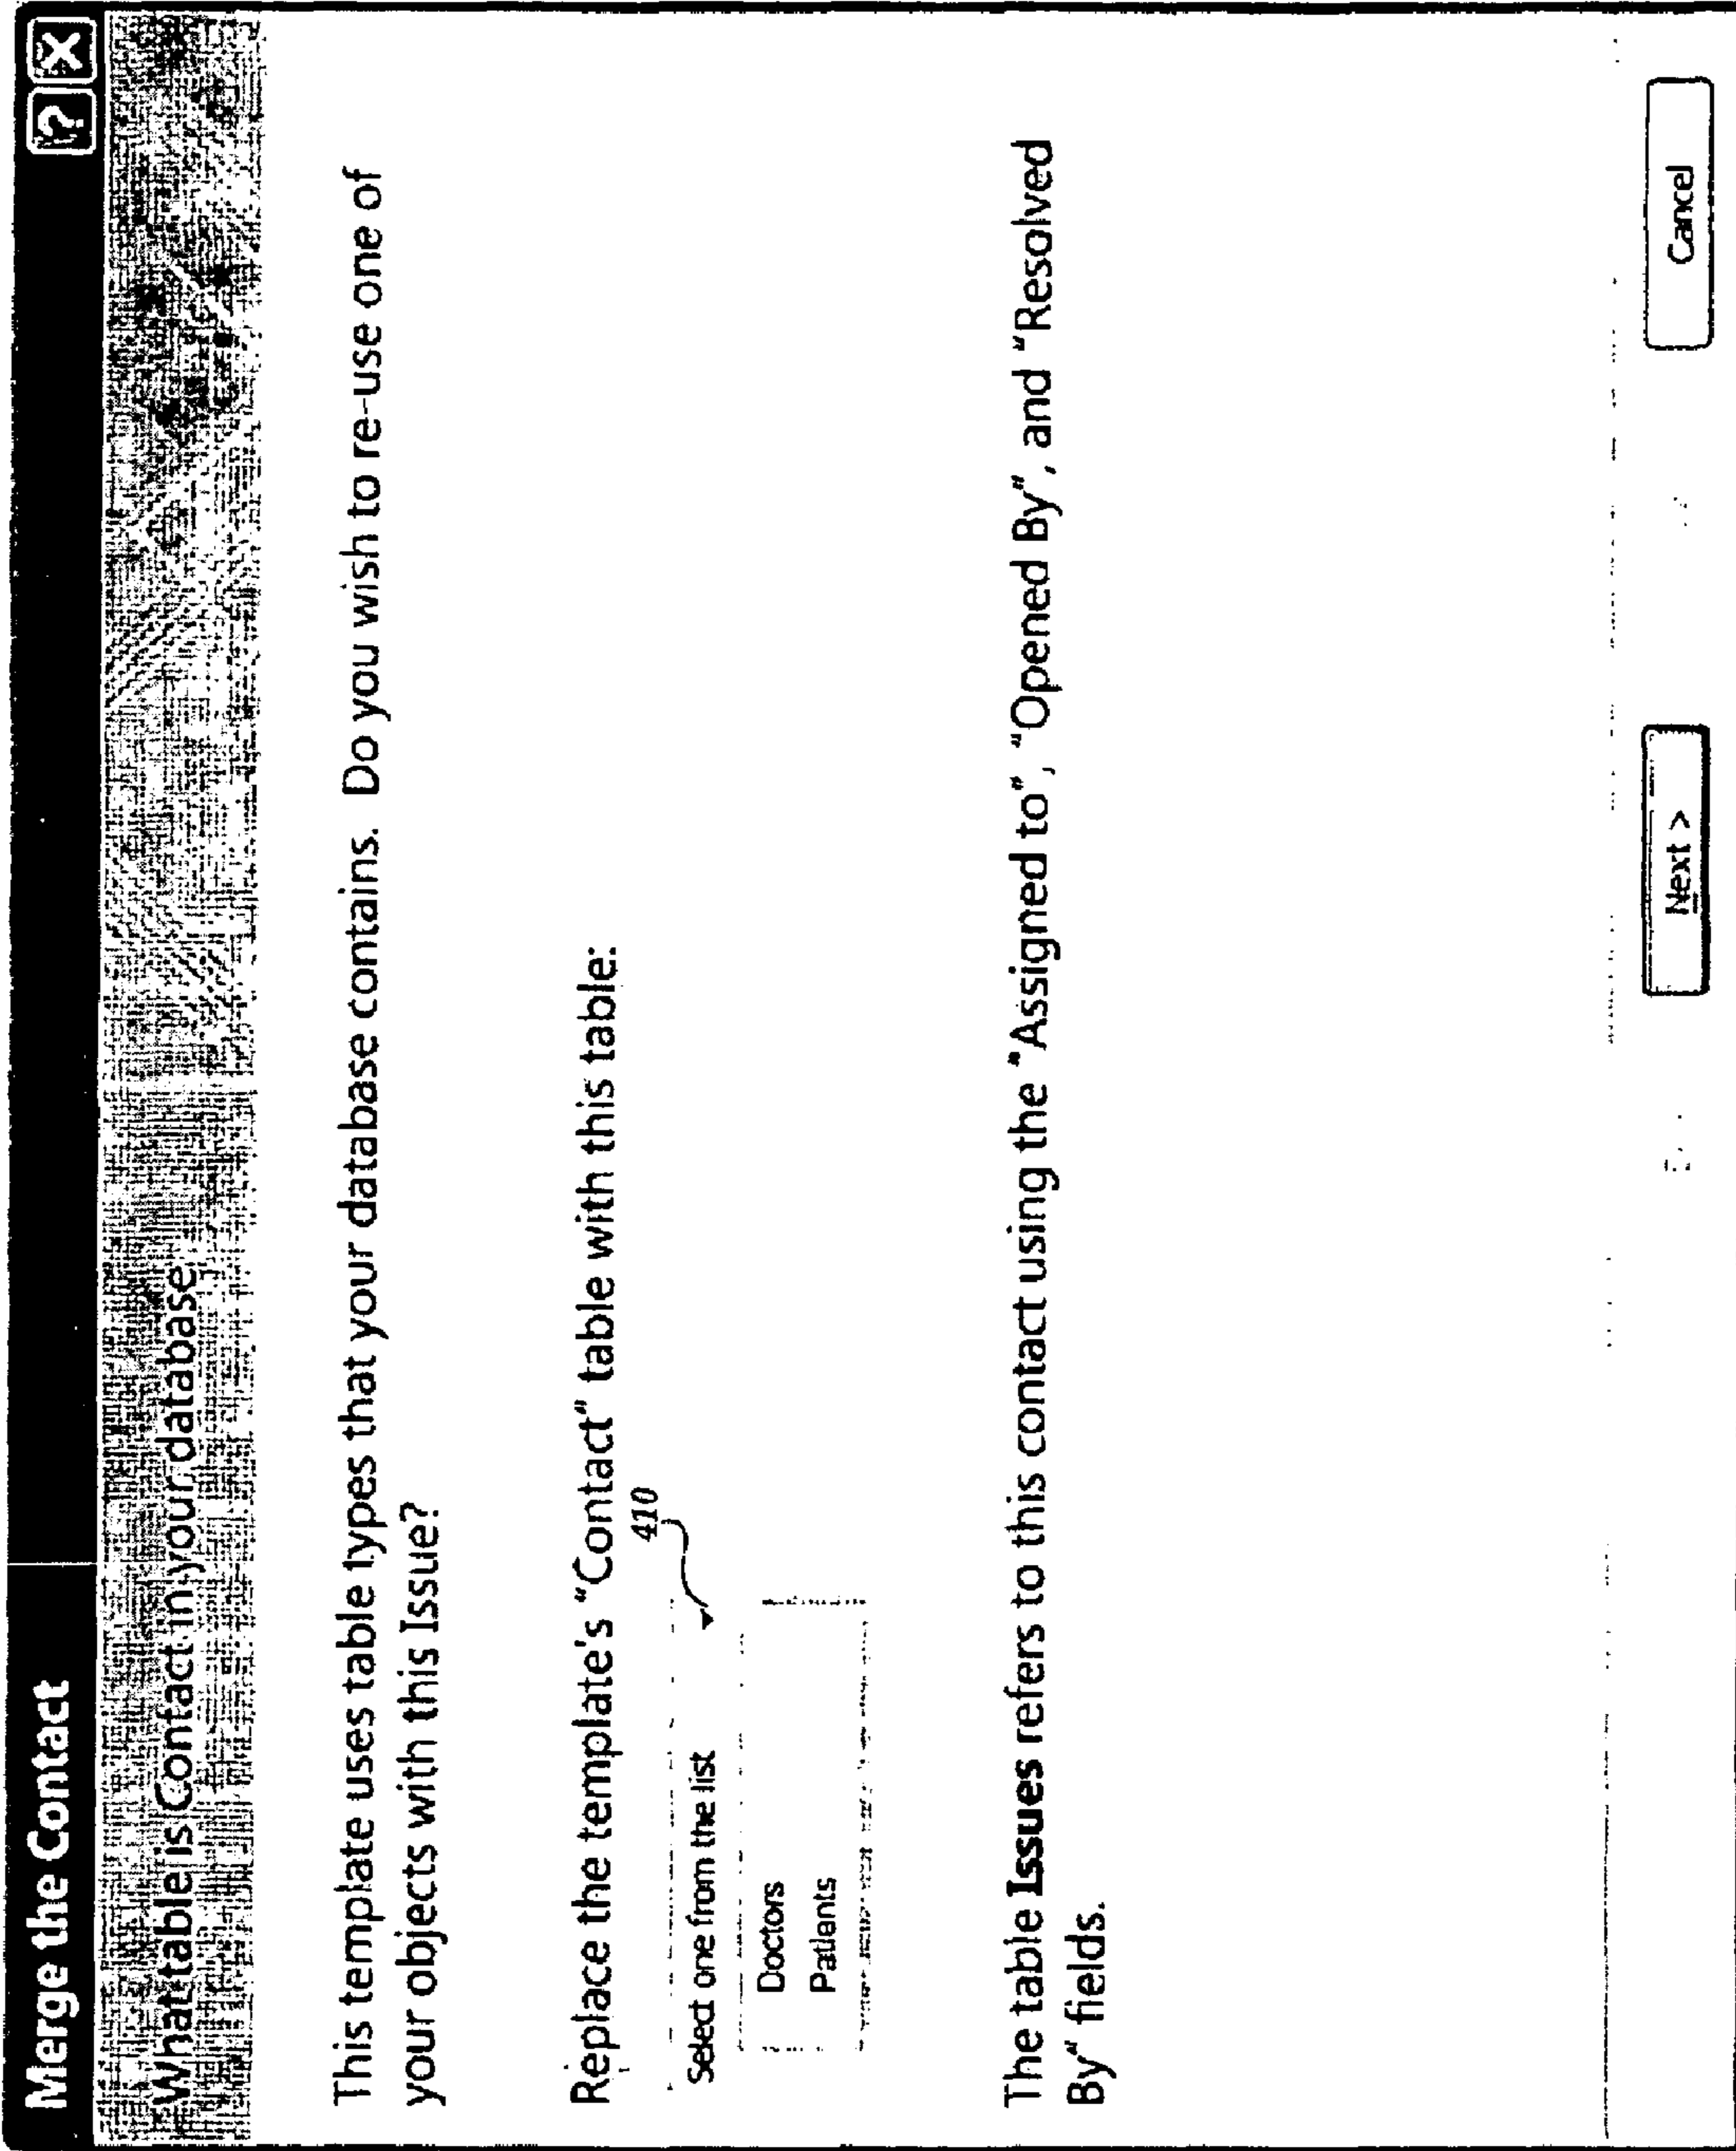 Merge the Contact
? X
What table is Contact in your database
This template uses table types that your database contains. Do you wish to re-use one of
your objects with this Issue?
Replace the template's "Contact" table with this table:
410
Select one from the list
Doctors
Patients
The table Issues refers to this contact using the "Assigned to", "Opened By", and "Resolved
By" fields.
Next >
Cancel